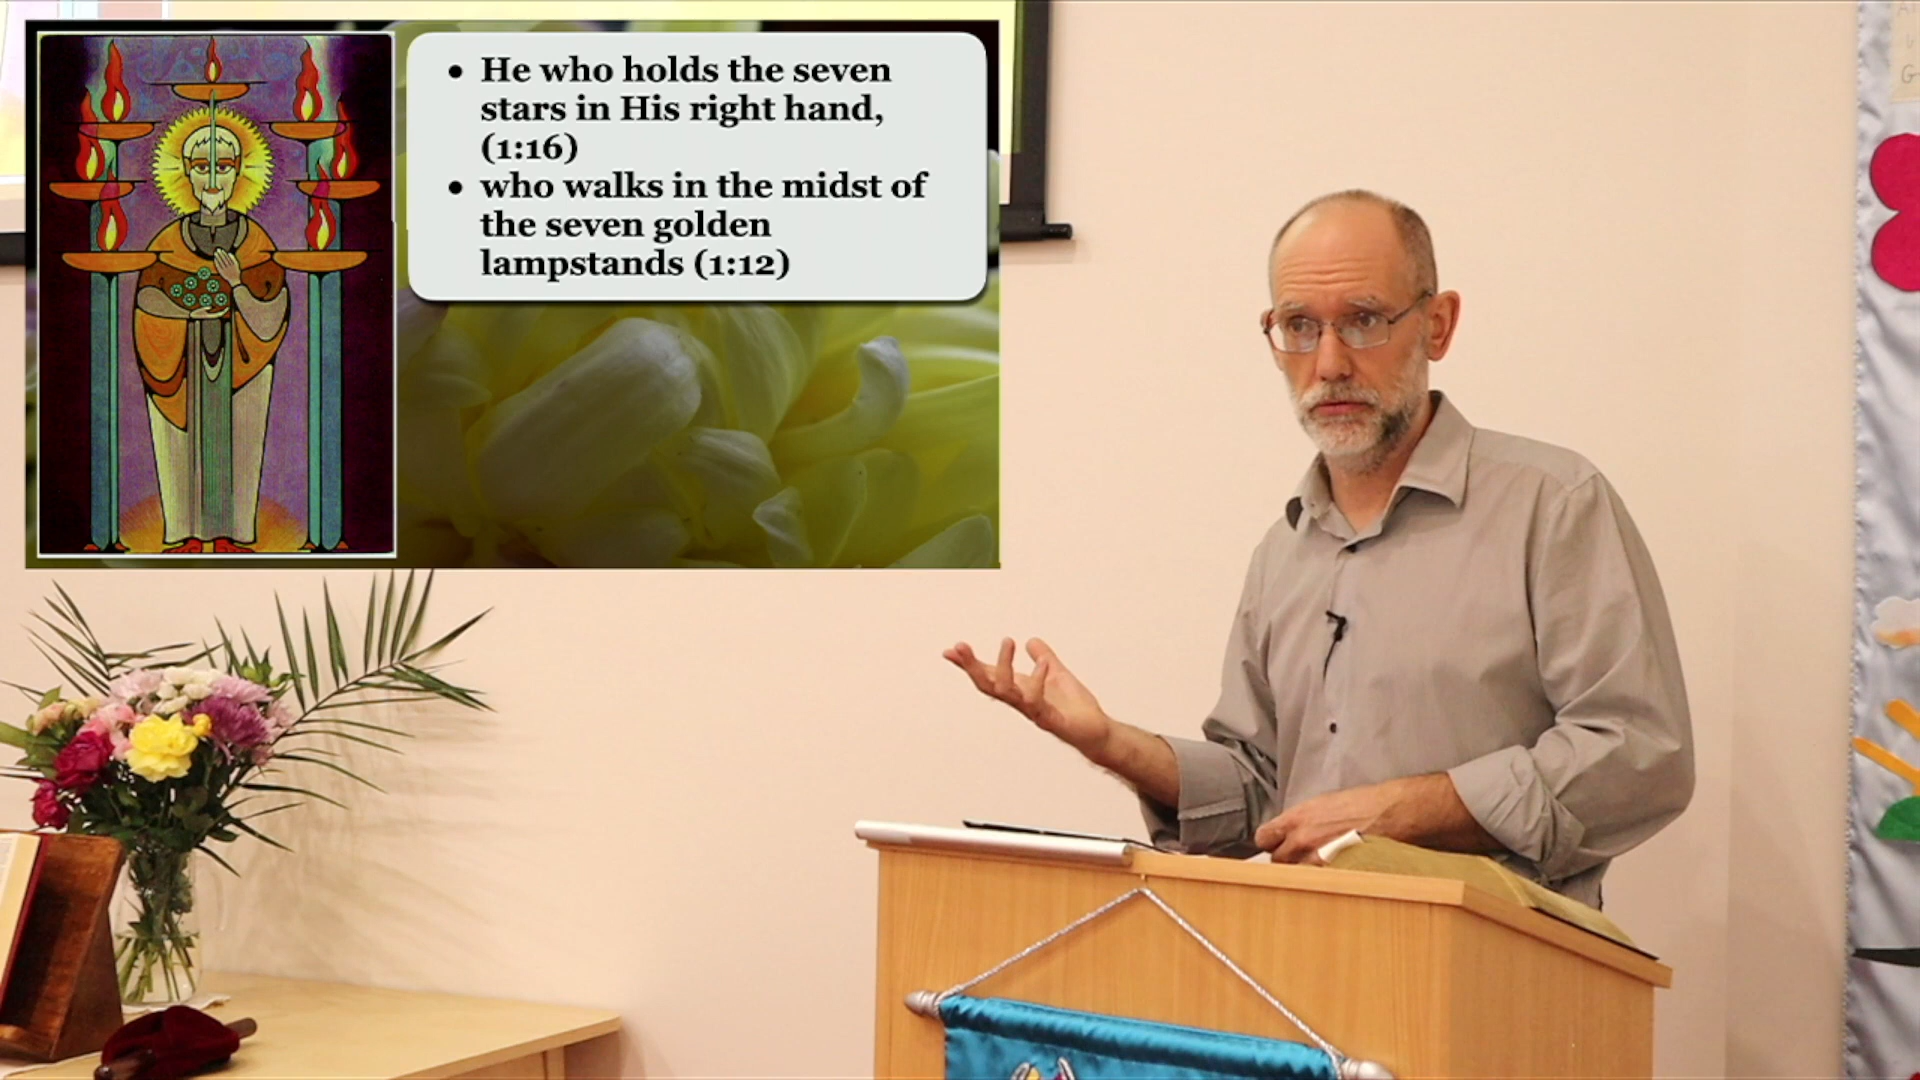 • He who holds the seven
stars in His right hand,
(1:16)
• who walks in the midst of
the seven golden
lampstands (1:12)